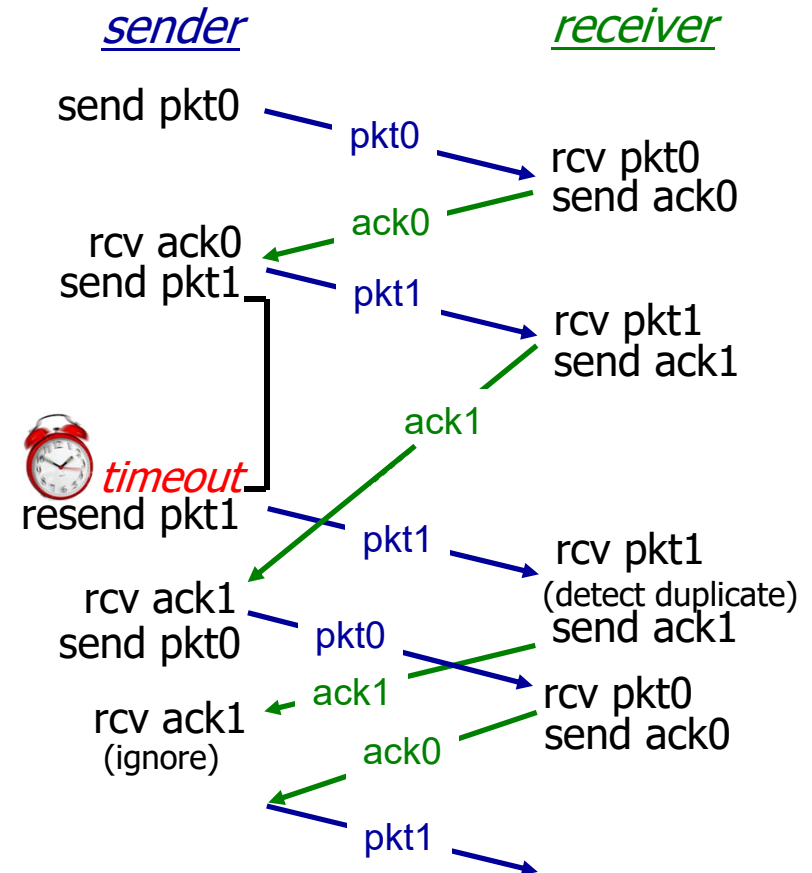 sender
receiver
send pkt0
pkt0
rcv pkt0
send ack0
ack0
rcv ack0
send pkt1
pkt1
rcv pkt1
send ack1
ack1
timeout
resend pkt1
pkt1
rcv pkt1
(detect duplicate)
send ack1
rcv ack1
send pkt0
pkt0
ack1
rcv pkt0
send ack0
rcv ack1
(ignore)
ack0
pkt1